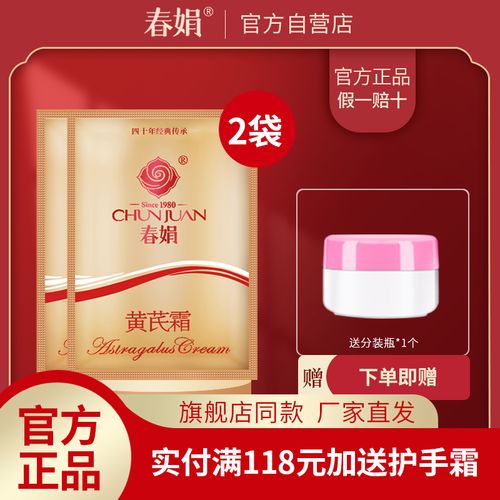 春娟® 官方自营店
官方正品
假一赔十
2袋
四十年经典传承
®
Since 1980
CHUNJUAN
春娟
黄芪霜
Astragalus Cream
送分装瓶*1个
赠 下单即赠
官方正品
旗舰店同款 厂家直发
实付满118元加送护手霜